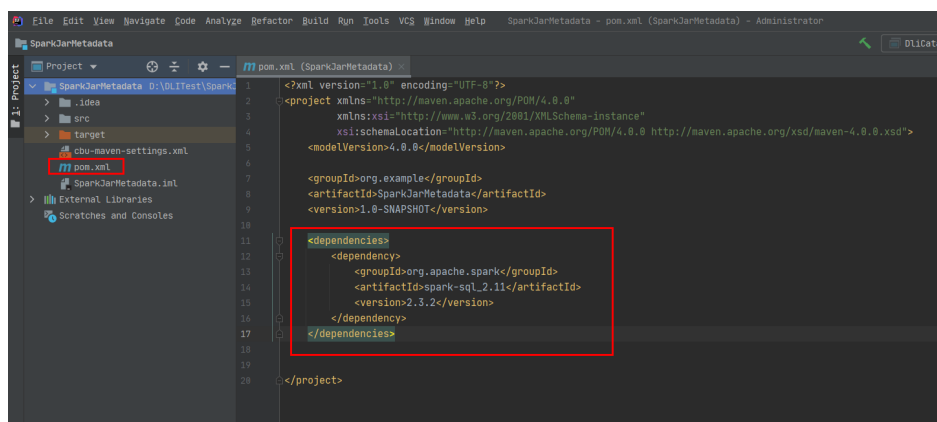 File Edit View Navigate Code Analyze Refactor Build Run Tools VCS Window Help SparkJarMetadata - pom.xml (SparkJarMetadata) - Administrator
SparkJarMetadata
DliCat
1: Project
Project
pom.xml (SparkJarMetadata)
SparkJarMetadata D:\DLITest\SparkJ
.idea
src
target
cbu-maven-settings.xml
pom.xml
SparkJarMetadata.iml
External Libraries
Scratches and Consoles
1 <?xml version="1.0" encoding="UTF-8"?>
2 <project xmlns="http://maven.apache.org/POM/4.0.0"
3 xmlns:xsi="http://www.w3.org/2001/XMLSchema-instance"
4 xsi:schemaLocation="http://maven.apache.org/POM/4.0.0 http://maven.apache.org/xsd/maven-4.0.0.xsd">
5 <modelVersion>4.0.0</modelVersion>
6
7 <groupId>org.example</groupId>
8 <artifactId>SparkJarMetadata</artifactId>
9 <version>1.0-SNAPSHOT</version>
10
11 <dependencies>
12 <dependency>
13 <groupId>org.apache.spark</groupId>
14 <artifactId>spark-sql_2.11</artifactId>
15 <version>2.3.2</version>
16 </dependency>
17 </dependencies>
18
19
20 </project>